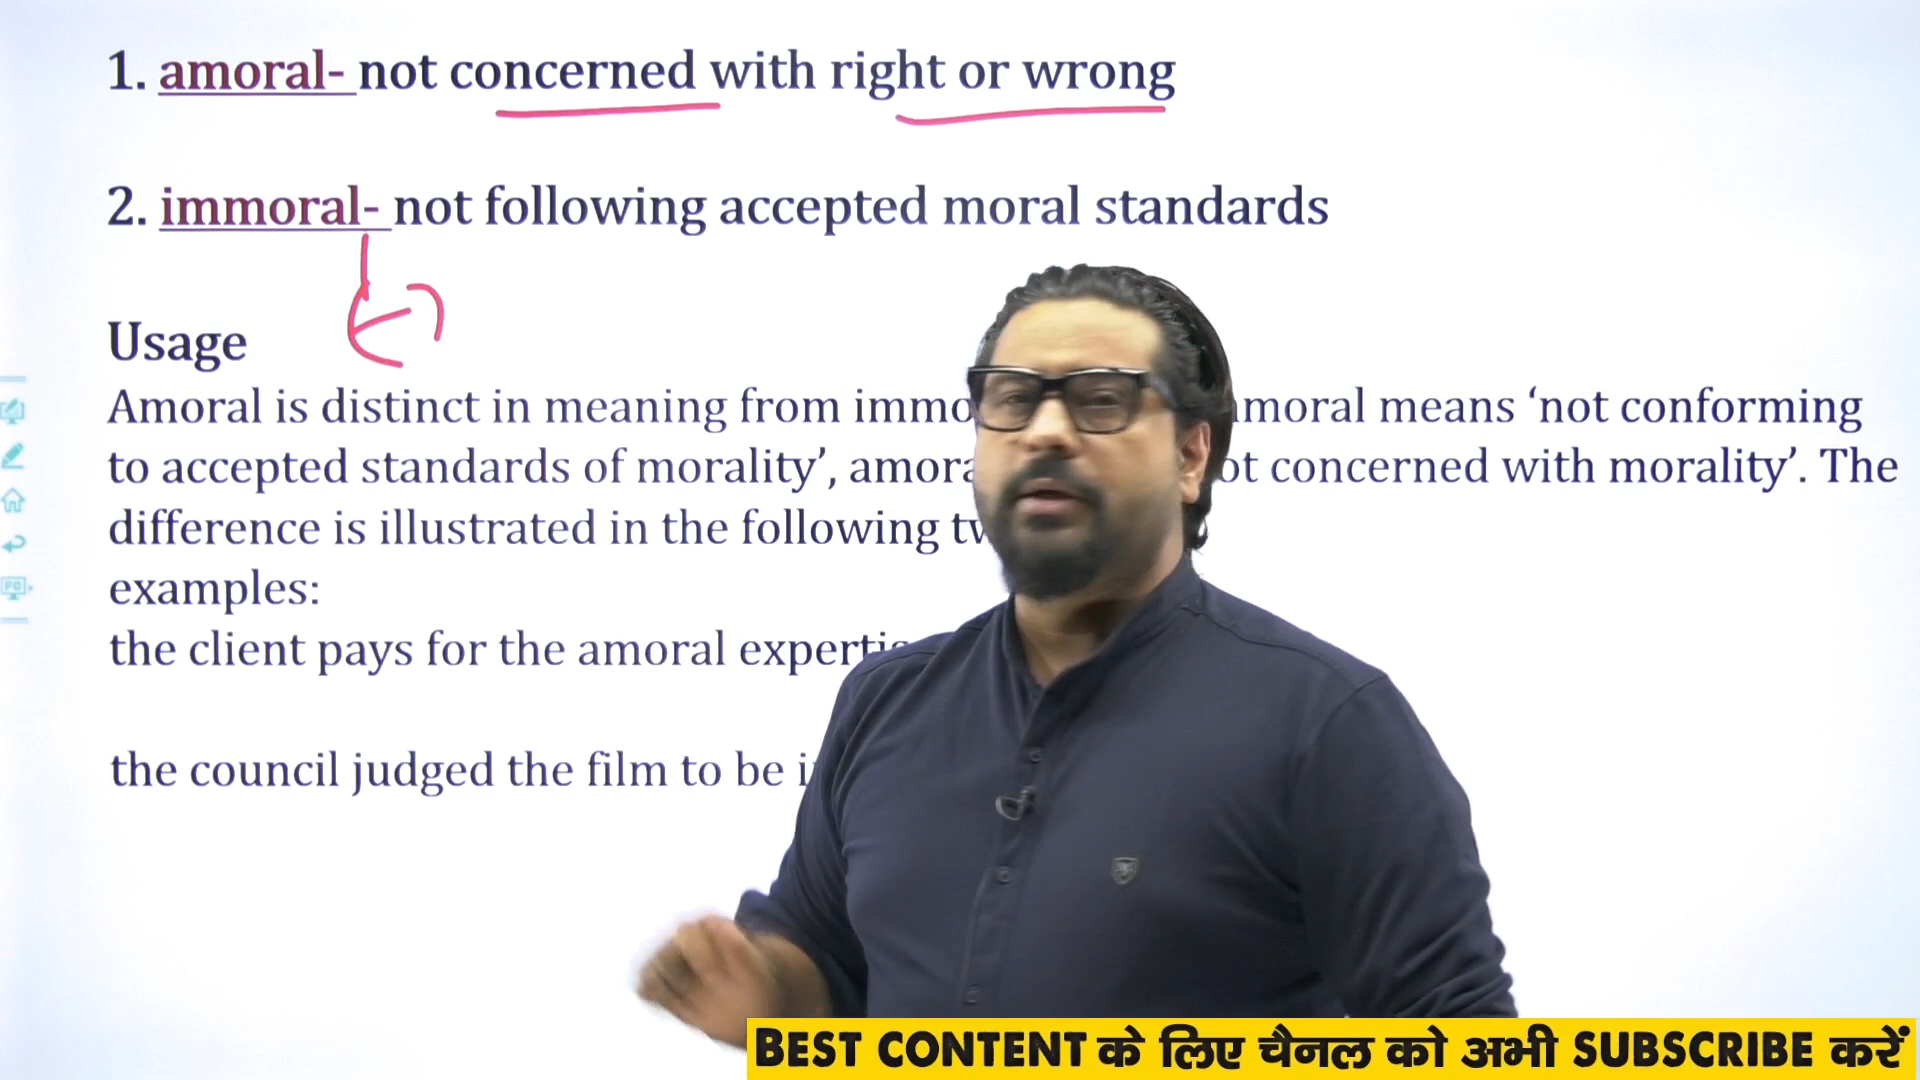 1. amoral- not concerned with right or wrong
2. immoral- not following accepted moral standards
(-)
Usage
Amoral is distinct in meaning from immo moral means ‘not conforming
to accepted standards of morality’, amora ot concerned with morality’. The
difference is illustrated in the following tw
examples:
the client pays for the amoral expertis
the council judged the film to be i
BEST CONTENT के लिए चैनल को अभी SUBSCRIBE करें